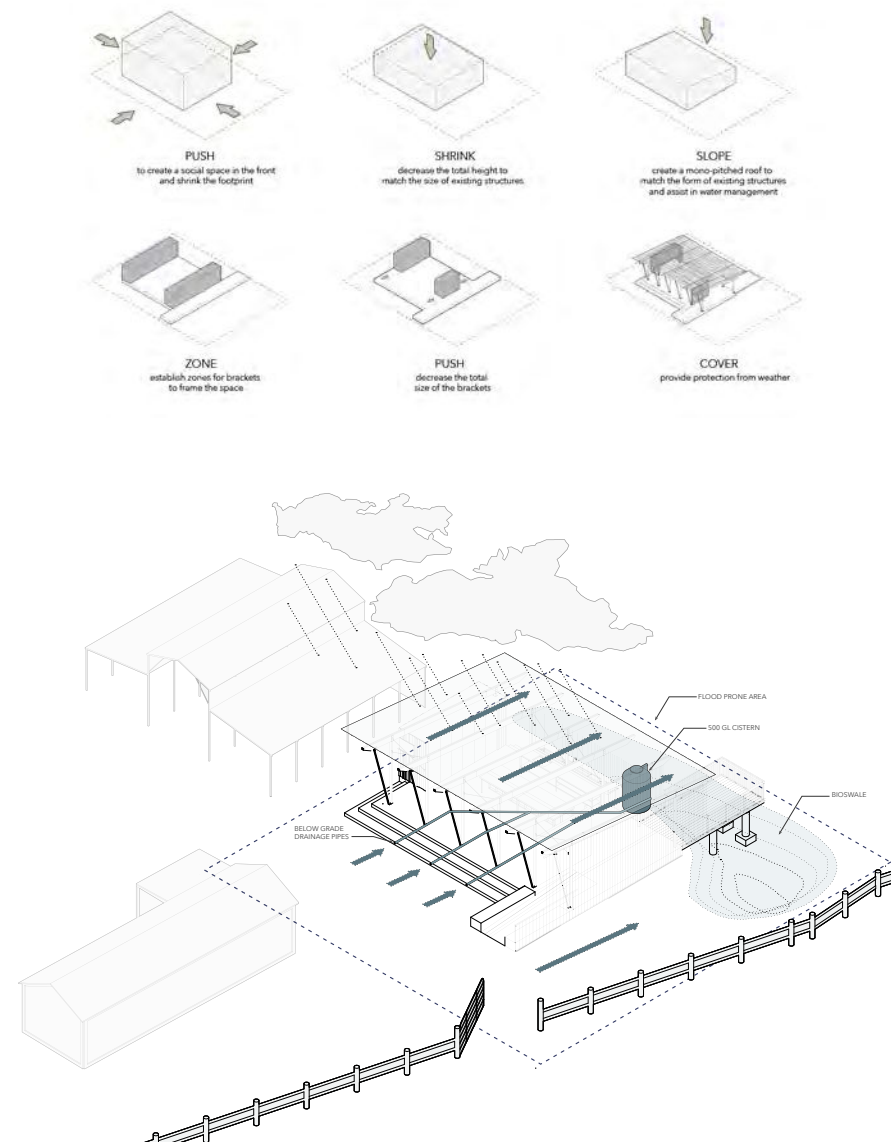 PUSH
to create a social space in the front
and shrink the footprint
SHRINK
decrease the total height to
match the size of existing structures
SLOPE
create a mono-pitched roof to
match the form of existing structures
and assist in water management
ZONE
establish zones for brackets
to frame the space
PUSH
decrease the total
size of the brackets
COVER
provide protection from weather
FLOOD PRONE AREA
500 GL CISTERN
BIOSWALE
BELOW GRADE
DRAINAGE PIPES